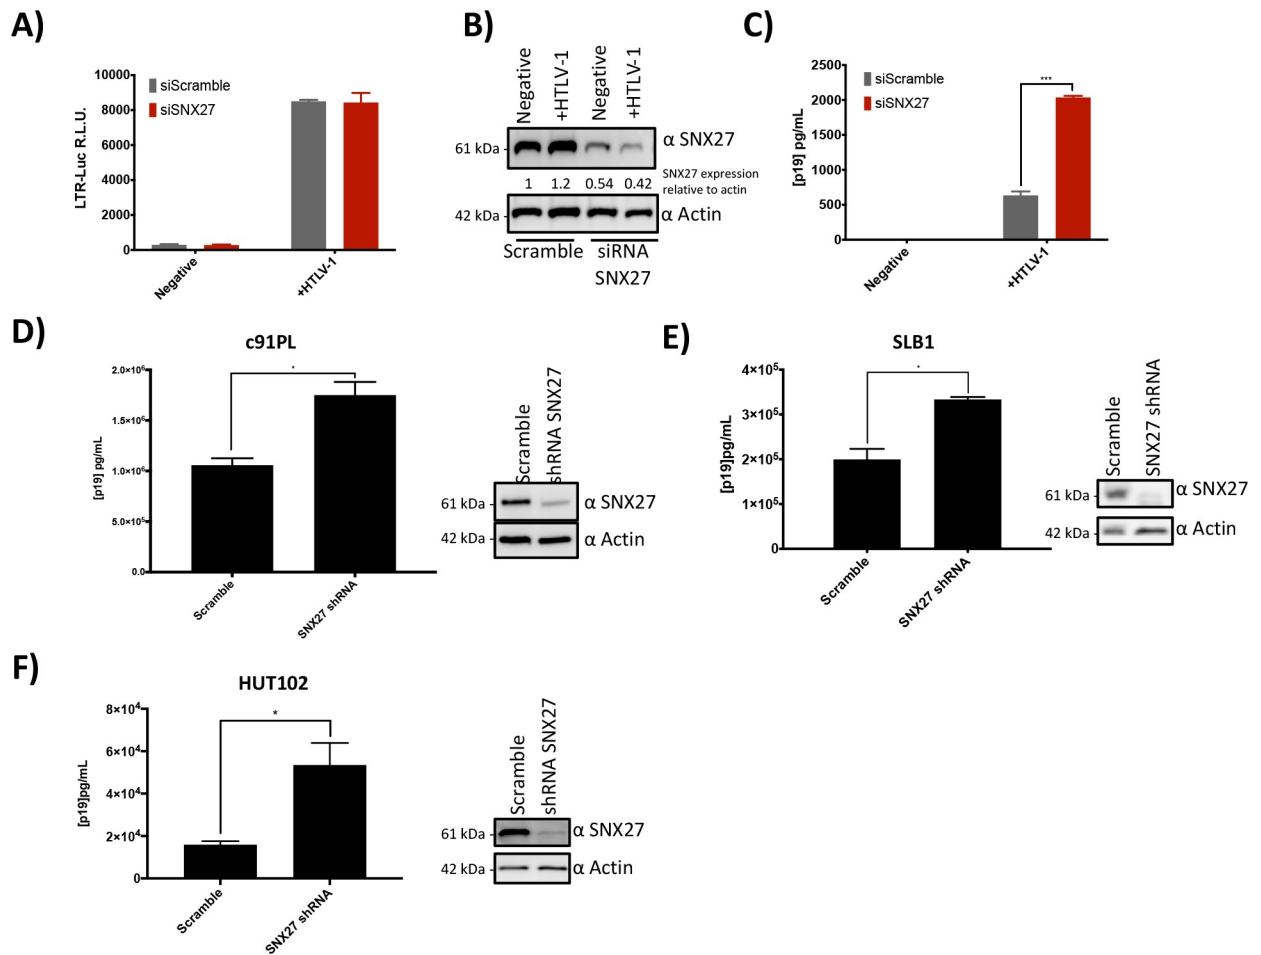 A)
siScramble
siSNX27
LTR-Luc R.L.U.
10000
8000
6000
4000
2000
0
Negative
+HTLV-1
B)
Negative
+HTLV-1
Negative
+HTLV-1
61 kDa
α SNX27
1 1.2 0.54 0.42
SNX27 expression
relative to actin
42 kDa
α Actin
Scramble
siRNA
SNX27
C)
siScramble
siSNX27
[p19] pg/mL
2500
2000
1500
1000
500
0
***
Negative
+HTLV-1
D)
c91PL
[p19] pg/mL
2.0×10⁶
1.5×10⁶
1.0×10⁶
5.0×10⁵
0.0
*
Scramble
SNX27 shRNA
Scramble
shRNA SNX27
61 kDa
α SNX27
42 kDa
α Actin
E)
SLB1
[p19]pg/mL
4×10⁵
3×10⁵
2×10⁵
1×10⁵
0
*
Scramble
SNX27 shRNA
Scramble
SNX27 shRNA
61 kDa
α SNX27
42 kDa
α Actin
F)
HUT102
[p19]pg/mL
8×10⁴
6×10⁴
4×10⁴
2×10⁴
0
*
Scramble
SNX27 shRNA
Scramble
shRNA SNX27
61 kDa
α SNX27
42 kDa
α Actin